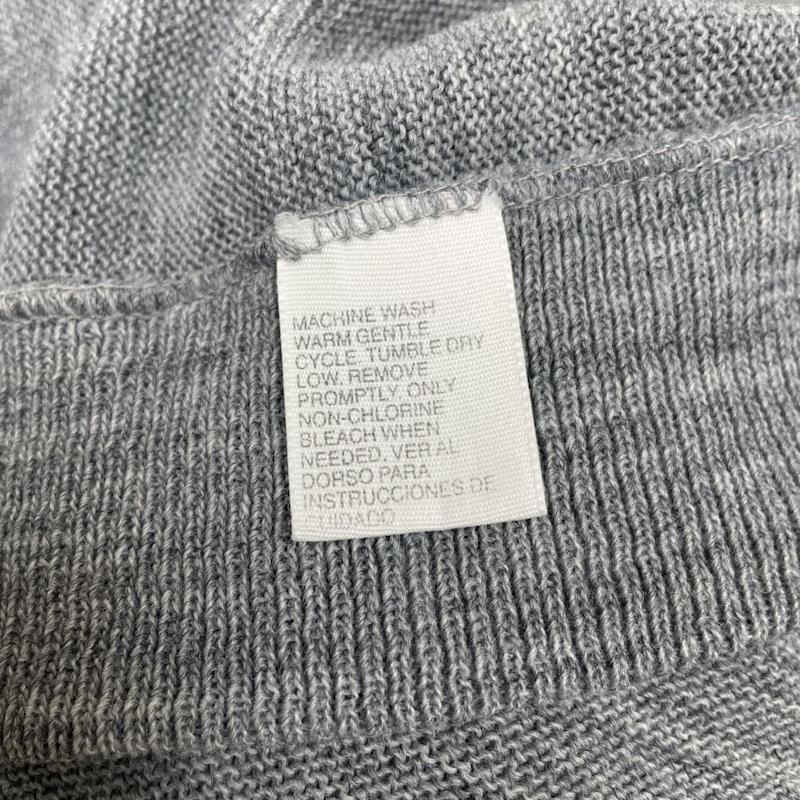 MACHINE WASH
WARM GENTLE
CYCLE. TUMBLE DRY
LOW. REMOVE
PROMPTLY. ONLY
NON-CHLORINE
BLEACH WHEN
NEEDED. VER AL
DORSO PARA
INSTRUCCIONES DE
CUIDADO